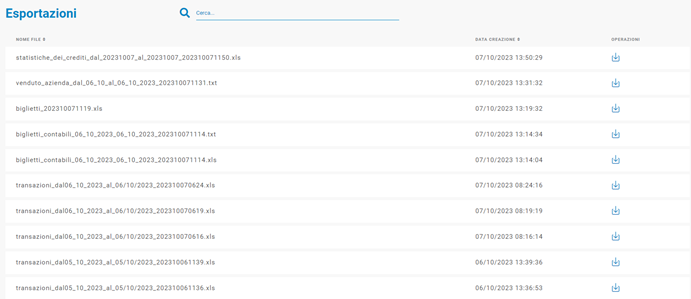 Esportazioni
Cerca...
NOME FILE DATA CREAZIONE OPERAZIONI
statistiche_dei_crediti_dal_20231007_al_20231007_202310071150.xls 07/10/2023 13:50:29
venduto_azienda_dal_06_10_al_06_10_2023_202310071131.txt 07/10/2023 13:31:32
biglietti_202310071119.xls 07/10/2023 13:19:32
biglietti_contabili_06_10_2023_06_10_2023_202310071114.txt 07/10/2023 13:14:34
biglietti_contabili_06_10_2023_06_10_2023_202310071114.xls 07/10/2023 13:14:04
transazioni_dal06_10_2023_al_06/10/2023_202310070624.xls 07/10/2023 08:24:16
transazioni_dal06_10_2023_al_06/10/2023_202310070619.xls 07/10/2023 08:19:19
transazioni_dal06_10_2023_al_06/10/2023_202310070616.xls 07/10/2023 08:16:14
transazioni_dal05_10_2023_al_05/10/2023_202310061139.xls 06/10/2023 13:39:36
transazioni_dal05_10_2023_al_05/10/2023_202310061136.xls 06/10/2023 13:36:53